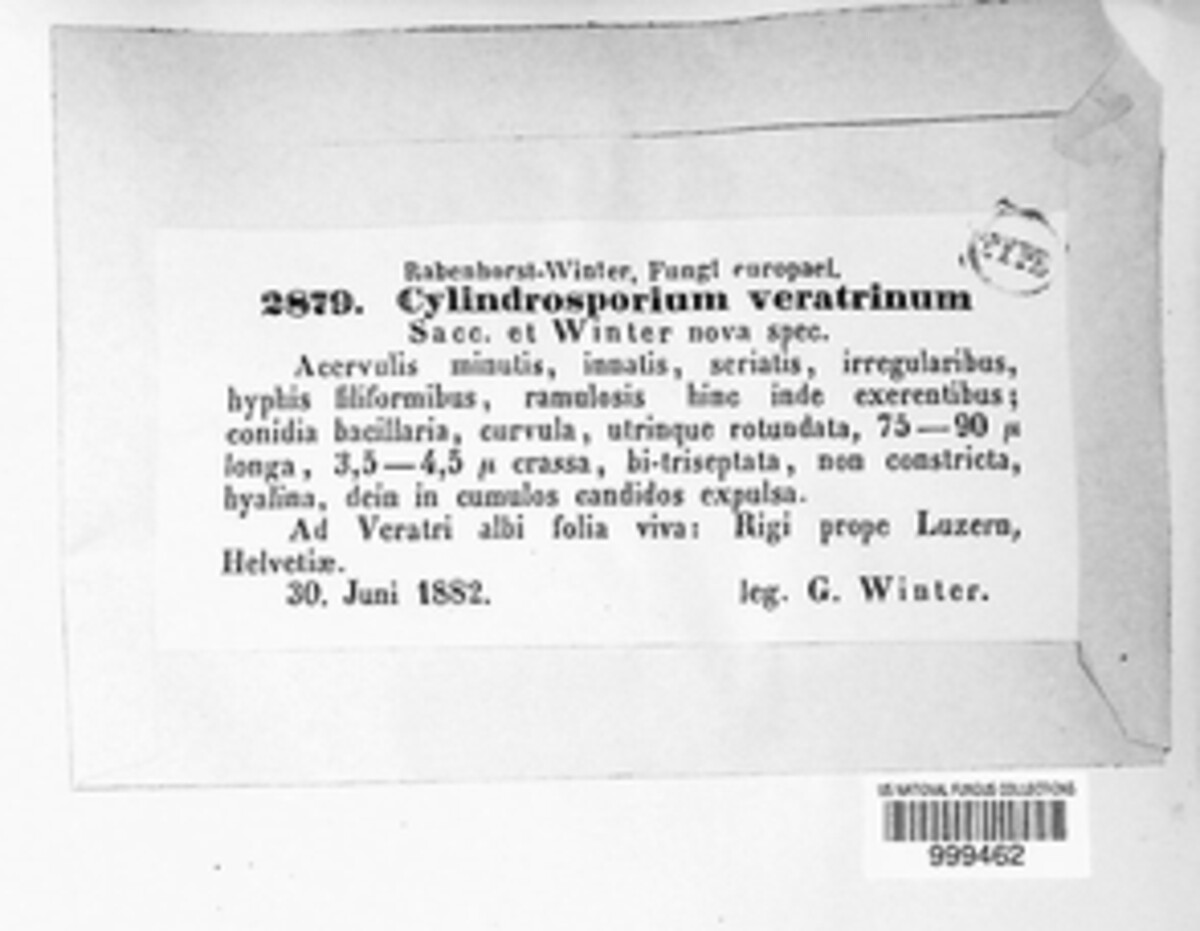 TYPE
Rabenhorst-Winter, Fungi europaei.
2879. Cylindrosporium veratrinum
Sacc. et Winter nova spec.
Acervulis minutis, innatis, seriatis, irregularibus,
hyphis filiformibus, ramulosis hinc inde exerentibus;
conidia bacillaria, curvula, utrinque rotundata, 75—90 μ
longa, 3,5—4,5 μ crassa, bi-triseptata, non constricta,
hyalina, dein in cumulos candidos expulsa.
Ad Veratri albi folia viva: Rigi prope Luzern,
Helvetiæ.
30. Juni 1882. leg. G. Winter.
US NATIONAL FUNGUS COLLECTIONS
999462